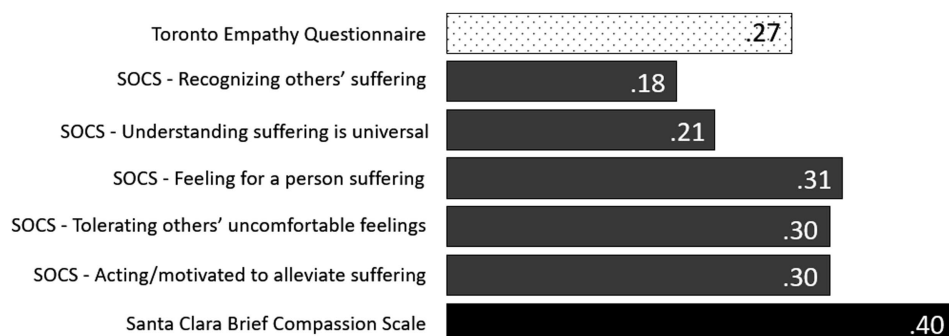 Toronto Empathy Questionnaire .27
SOCS - Recognizing others’ suffering .18
SOCS - Understanding suffering is universal .21
SOCS - Feeling for a person suffering .31
SOCS - Tolerating others’ uncomfortable feelings .30
SOCS - Acting/motivated to alleviate suffering .30
Santa Clara Brief Compassion Scale .40